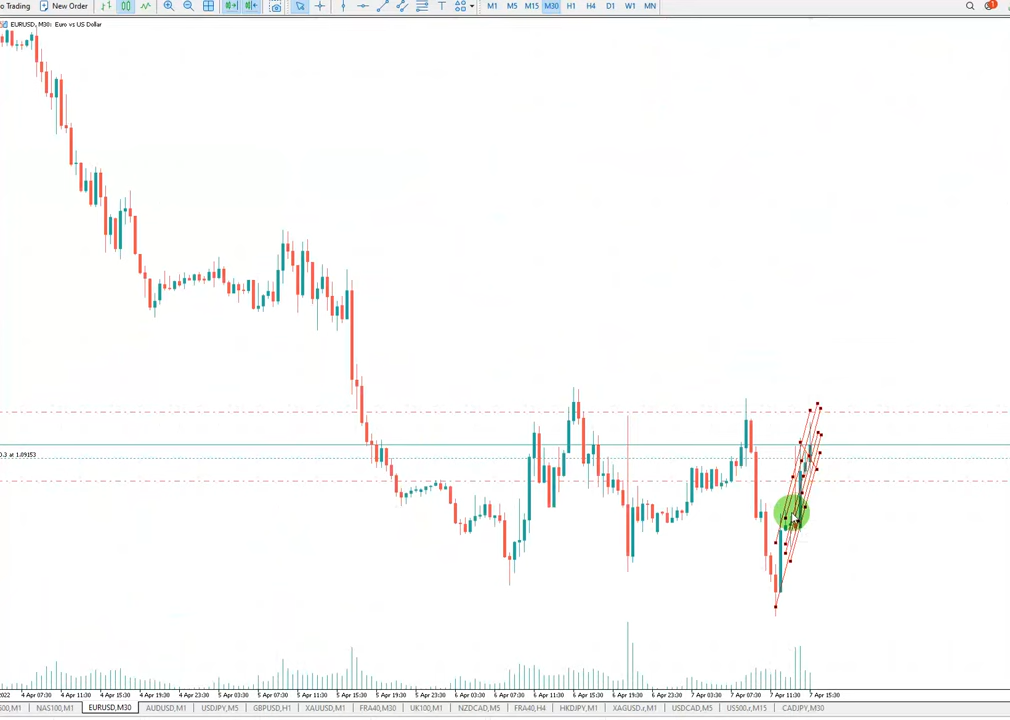 o Trading New Order M1 M5 M15 M30 H1 H4 D1 W1 MN
EURUSD, M30: Euro vs US Dollar
0.3 at 1.09153
2022 4 Apr 07:30 4 Apr 11:30 4 Apr 15:30 4 Apr 19:30 4 Apr 23:30 5 Apr 03:30 5 Apr 07:30 5 Apr 11:30 5 Apr 15:30 5 Apr 19:30 5 Apr 23:30 6 Apr 03:30 6 Apr 07:30 6 Apr 11:30 6 Apr 15:30 6 Apr 19:30 6 Apr 23:30 7 Apr 03:30 7 Apr 07:30 7 Apr 11:30 7 Apr 15:30
00,M1 NAS100,M1 EURUSD,M30 AUDUSD,M1 USDJPY,M5 GBPUSD,H1 XAUUSD,M1 FRA40,M30 UK100,M1 NZDCAD,M5 FRA40,H4 HKDJPY,M1 XAGUSD.r,M1 USDCAD,M5 US500.r,M15 CADJPY,M30